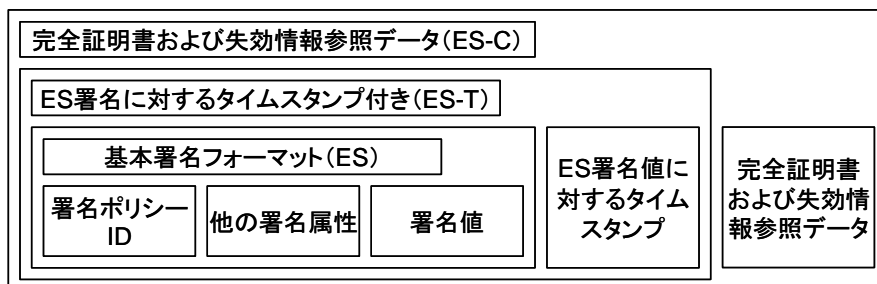 完全証明書および失効情報参照データ(ES-C)
ES署名に対するタイムスタンプ付き(ES-T)
基本署名フォーマット(ES)
署名ポリシー
ID
他の署名属性
署名値
ES署名値に
対するタイム
スタンプ
完全証明書
および失効情
報参照データ